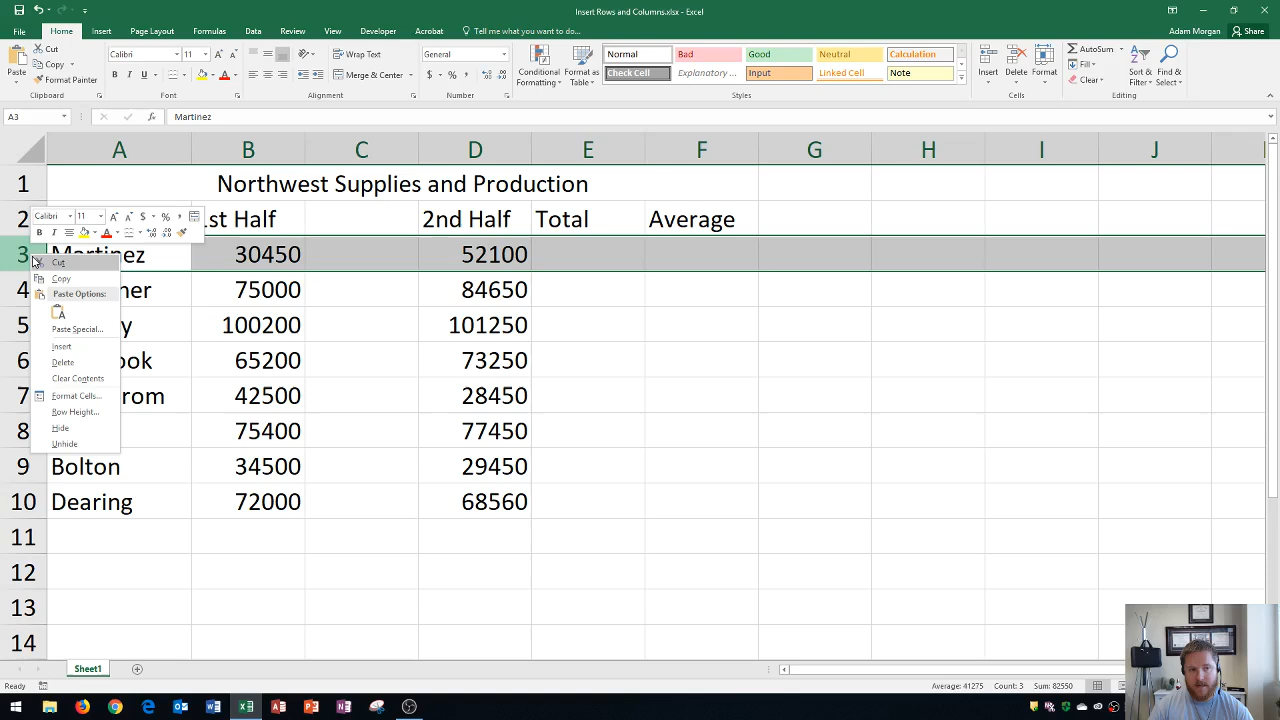 Insert Rows and Columns.xlsx - Excel
Adam Morgan
Share
File Home Insert Page Layout Formulas Data Review View Developer Acrobat Tell me what you want to do...
Cut
Copy
Format Painter
Paste
Clipboard
Calibri 11
B I U
Font
Wrap Text
Merge & Center
Alignment
General
$ % ,
Number
Conditional Formatting
Format as Table
Normal Bad Good Neutral Calculation
Check Cell Explanatory ... Input Linked Cell Note
Styles
Insert Delete Format
Cells
AutoSum
Fill
Clear
Sort & Filter
Find & Select
Editing
A3
fx
Martinez
A B C D E F G H I J
1 Northwest Supplies and Production
2 1st Half 2nd Half Total Average
3 Martinez 30450 52100
4 ner 75000 84650
5 y 100200 101250
6 ook 65200 73250
7 rom 42500 28450
8 75400 77450
9 Bolton 34500 29450
10 Dearing 72000 68560
11
12
13
14
Calibri 11 A A $ % ,
B I A
Cut
Copy
Paste Options:
Paste Special...
Insert
Delete
Clear Contents
Format Cells...
Row Height...
Hide
Unhide
Sheet1
Ready
Average: 41275 Count: 3 Sum: 82550